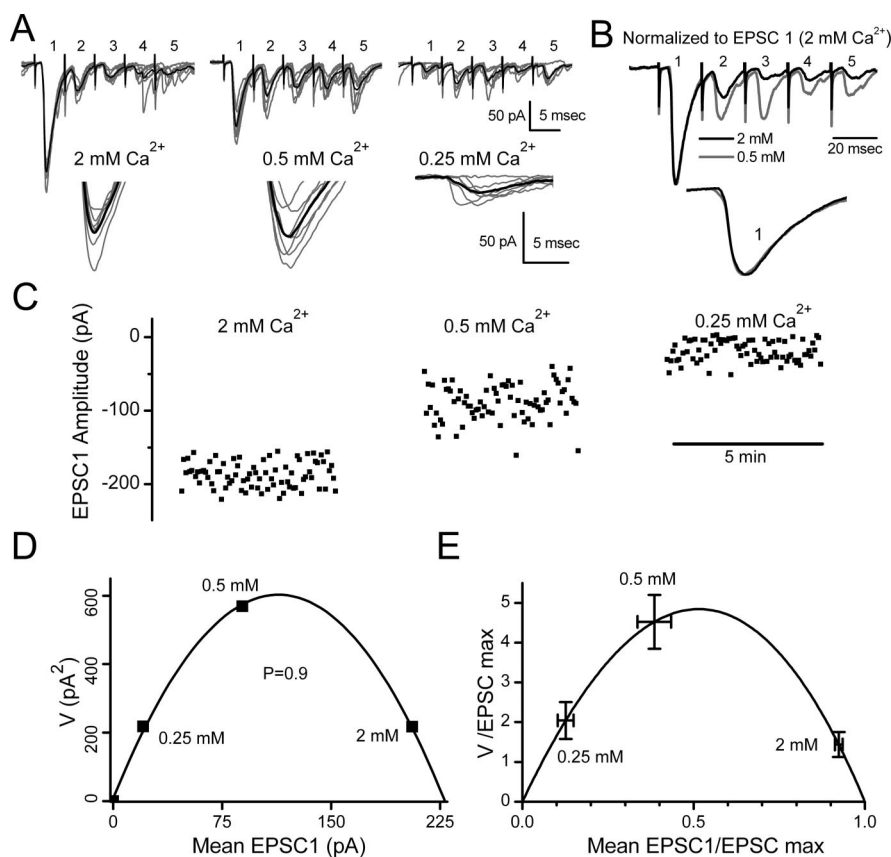 A
B
Normalized to EPSC 1 (2 mM Ca²⁺)
1 2 3 4 5
1 2 3 4 5
1 2 3 4 5
1 2 3 4 5
50 pA 5 msec
2 mM
0.5 mM
20 msec
2 mM Ca²⁺
0.5 mM Ca²⁺
0.25 mM Ca²⁺
50 pA 5 msec
1
C
EPSC1 Amplitude (pA)
0
-100
-200
2 mM Ca²⁺
0.5 mM Ca²⁺
0.25 mM Ca²⁺
5 min
D
V (pA²)
600
400
200
0
0.5 mM
P=0.9
0.25 mM
2 mM
0 75 150 225
Mean EPSC1 (pA)
E
V /EPSC max
5
4
3
2
1
0
0.5 mM
0.25 mM
2 mM
0.0 0.5 1.0
Mean EPSC1/EPSC max